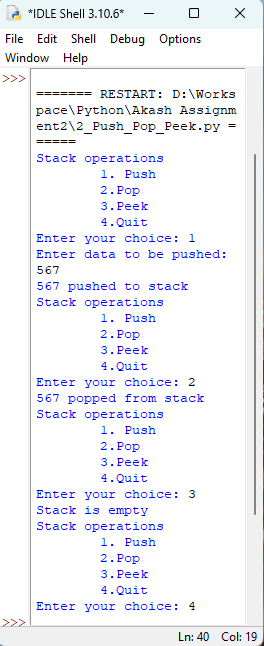 *IDLE Shell 3.10.6*
File Edit Shell Debug Options
Window Help
>>>
======= RESTART: D:\Works
pace\Python\Akash Assignm
ent2\2_Push_Pop_Peek.py =
=====
Stack operations
1. Push
2.Pop
3.Peek
4.Quit
Enter your choice: 1
Enter data to be pushed:
567
567 pushed to stack
Stack operations
1. Push
2.Pop
3.Peek
4.Quit
Enter your choice: 2
567 popped from stack
Stack operations
1. Push
2.Pop
3.Peek
4.Quit
Enter your choice: 3
Stack is empty
Stack operations
1. Push
2.Pop
3.Peek
4.Quit
Enter your choice: 4
>>>
Ln: 40 Col: 19